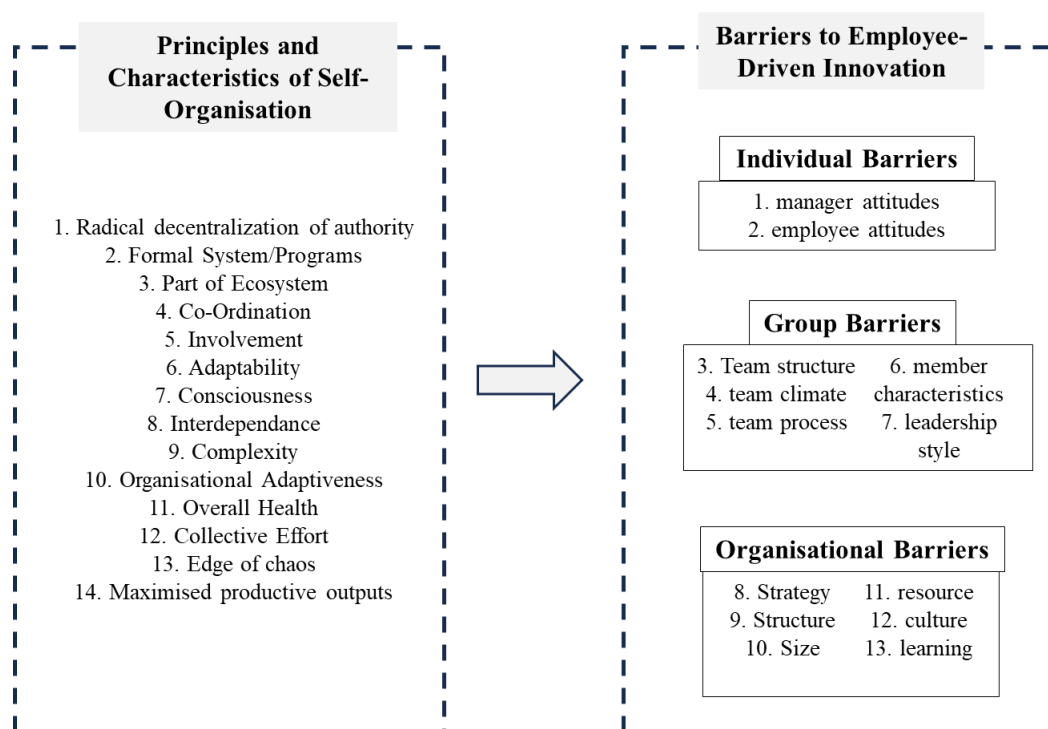 Principles and
Characteristics of Self-
Organisation
1. Radical decentralization of authority
2. Formal System/Programs
3. Part of Ecosystem
4. Co-Ordination
5. Involvement
6. Adaptability
7. Consciousness
8. Interdependance
9. Complexity
10. Organisational Adaptiveness
11. Overall Health
12. Collective Effort
13. Edge of chaos
14. Maximised productive outputs
Barriers to Employee-
Driven Innovation
Individual Barriers
1. manager attitudes
2. employee attitudes
Group Barriers
3. Team structure
4. team climate
5. team process
6. member
characteristics
7. leadership
style
Organisational Barriers
8. Strategy
9. Structure
10. Size
11. resource
12. culture
13. learning